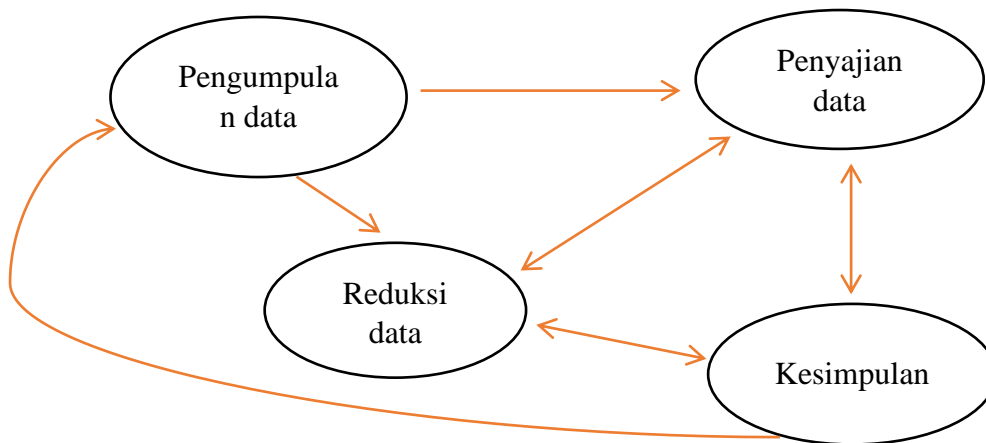 Pengumpula
n data
Penyajian
data
Reduksi
data
Kesimpulan